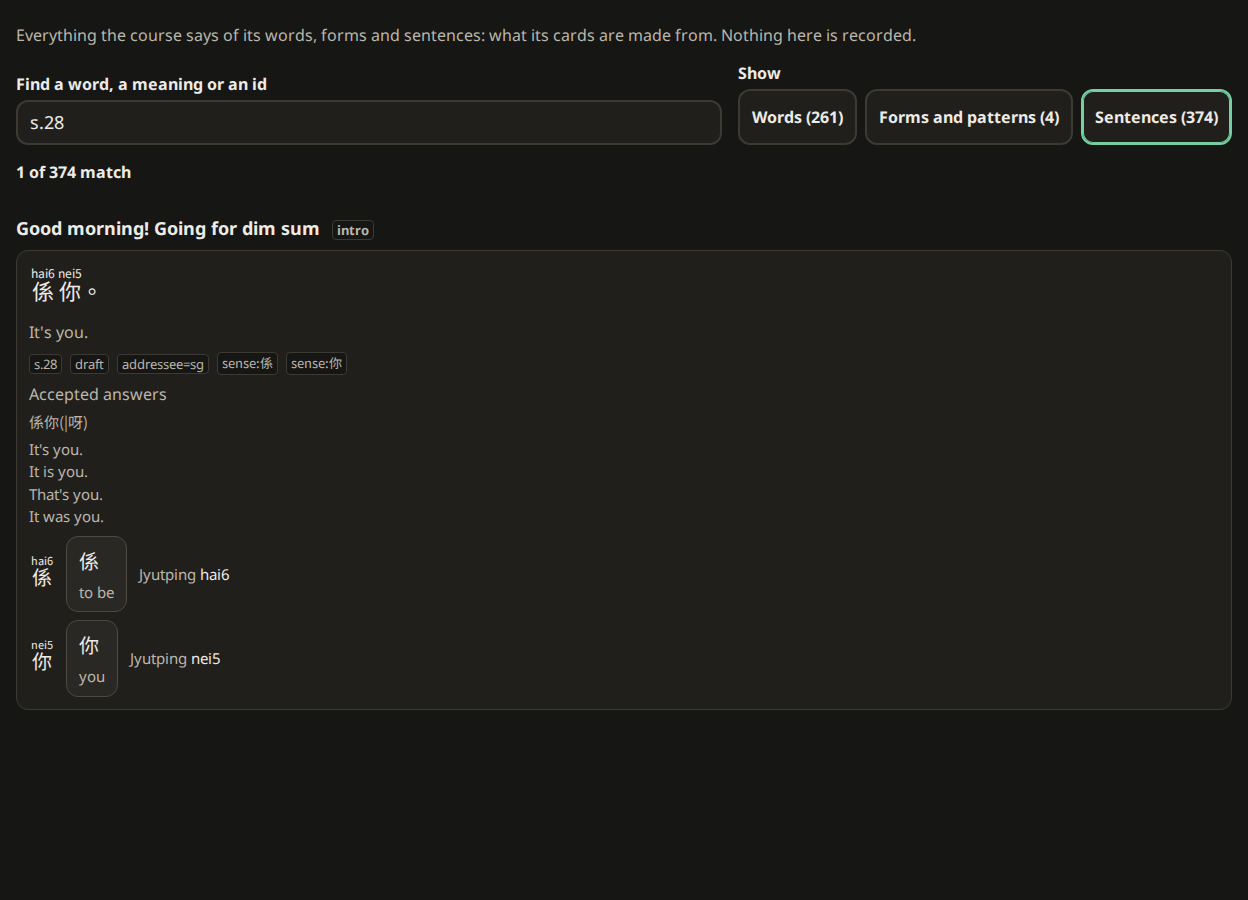 Everything the course says of its words, forms and sentences: what its cards are made from. Nothing here is recorded.
Find a word, a meaning or an id
Show
s.28
Words (261)
Forms and patterns (4)
Sentences (374)
1 of 374 match
Good morning! Going for dim sum intro
hai6 nei5
係你。
It's you.
s.28 draft addressee=sg sense:係 sense:你
Accepted answers
係你(|呀)
It's you.
It is you.
That's you.
It was you.
hai6
係
係
to be
Jyutping hai6
nei5
你
你
you
Jyutping nei5